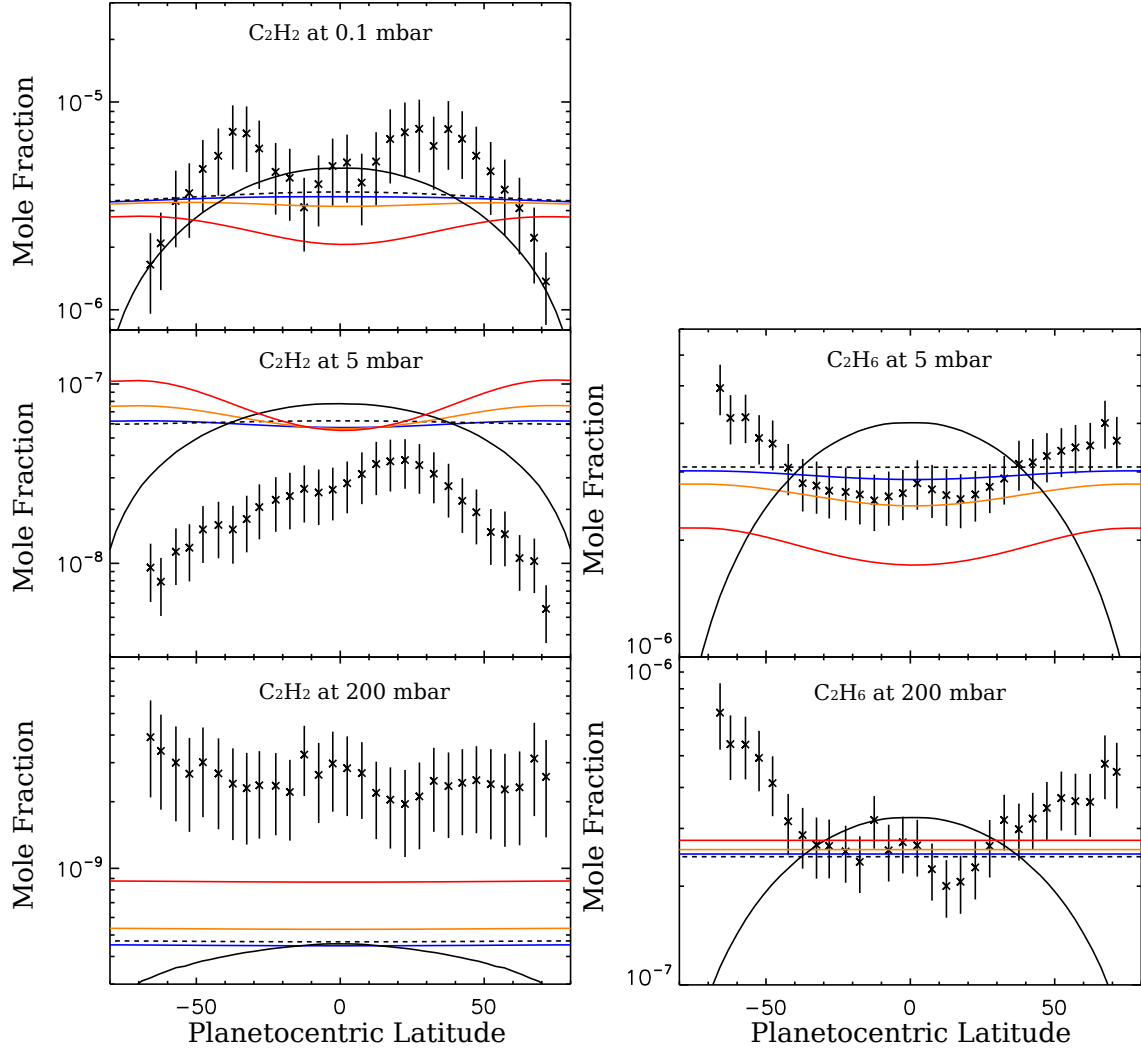 C₂H₂ at 0.1 mbar
Mole Fraction
10⁻⁵
10⁻⁶
C₂H₂ at 5 mbar
Mole Fraction
10⁻⁷
10⁻⁸
C₂H₆ at 5 mbar
Mole Fraction
10⁻⁶
C₂H₂ at 200 mbar
Mole Fraction
10⁻⁹
−50 0 50
Planetocentric Latitude
10⁻⁶
C₂H₆ at 200 mbar
Mole Fraction
10⁻⁷
−50 0 50
Planetocentric Latitude